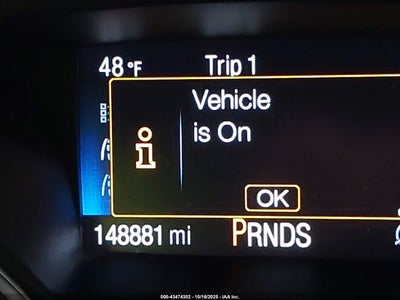 48°F Trip 1
Vehicle
is On
i
OK
148881 mi PRNDS
000-43474302 - 10/16/2025 - IAA Inc.